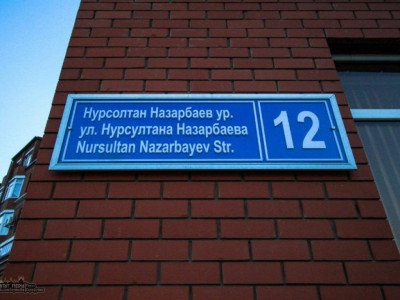 Нурсолтан Назарбаев ур.
ул. Нурсултана Назарбаева
Nursultan Nazarbayev Str.
12